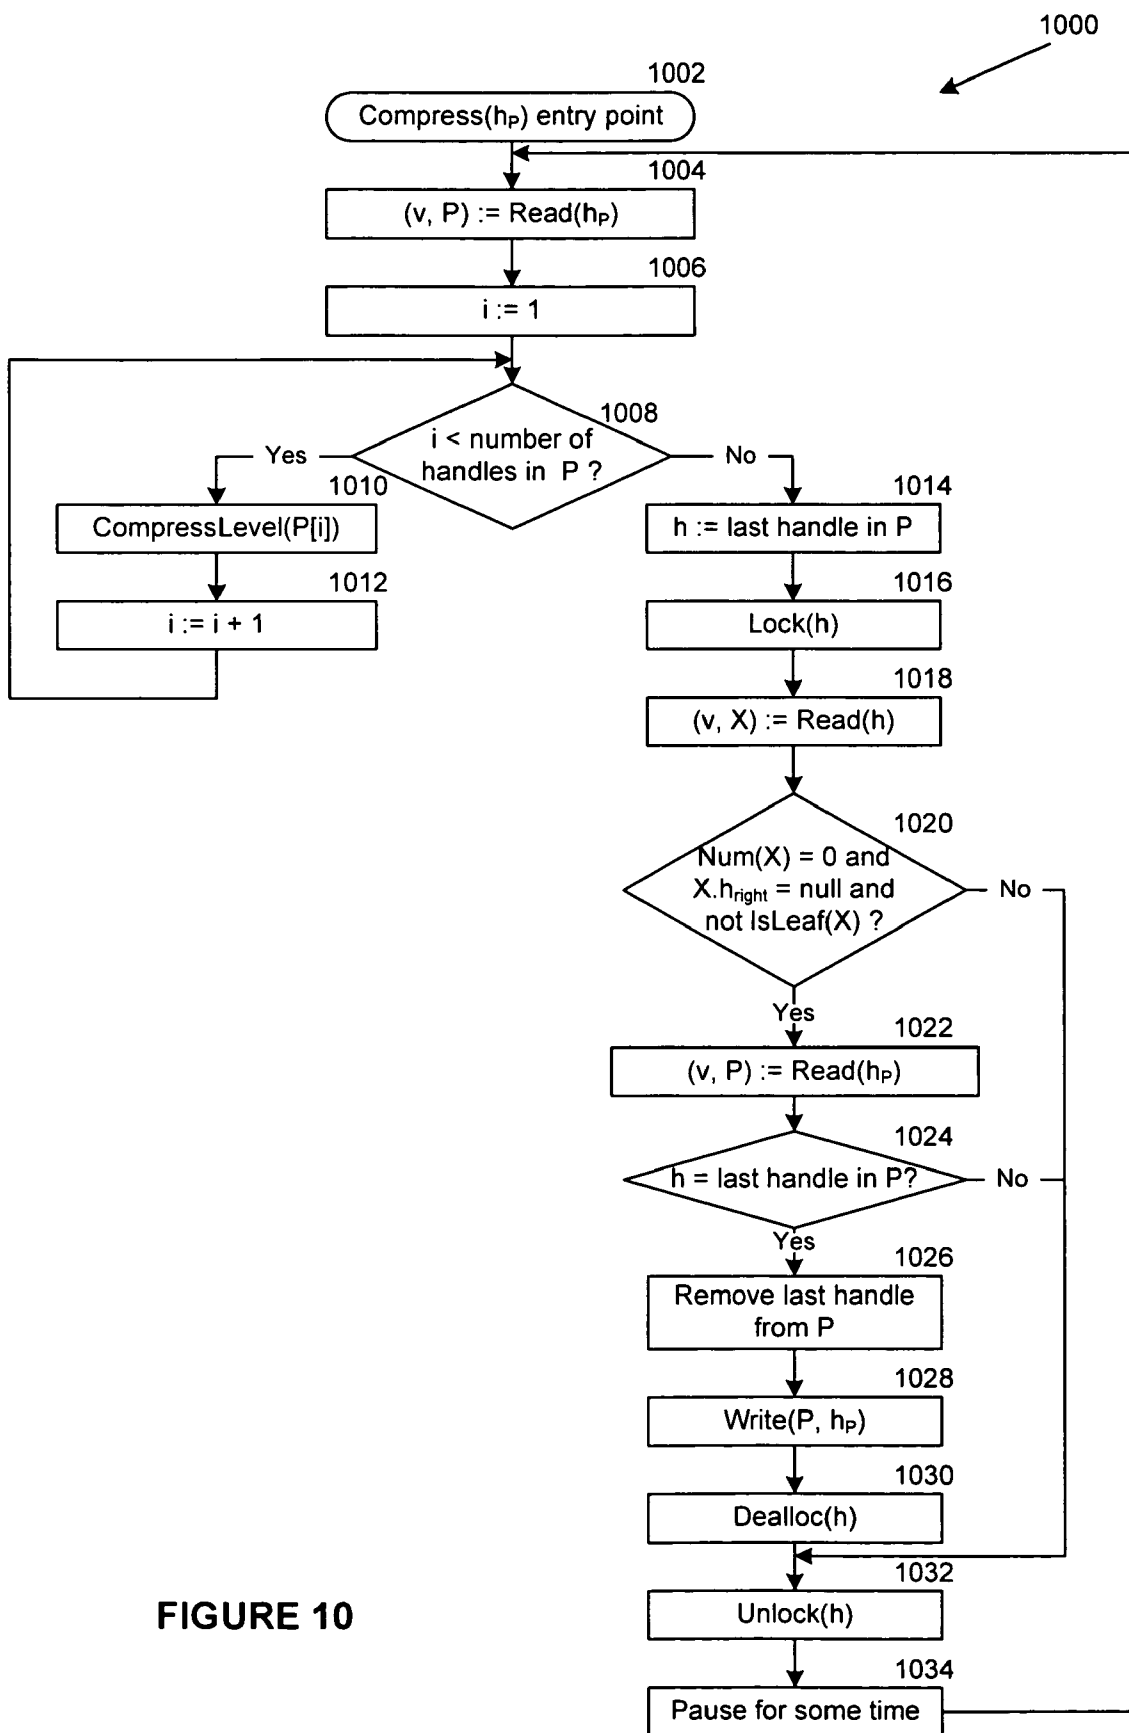 1000
1002
Compress(hP) entry point
1004
(v, P) := Read(hP)
1006
i := 1
1008
i < number of
handles in P ?
Yes
No
1010
CompressLevel(P[i])
1012
i := i + 1
1014
h := last handle in P
1016
Lock(h)
1018
(v, X) := Read(h)
1020
Num(X) = 0 and
X.hright = null and
not IsLeaf(X) ?
No
Yes
1022
(v, P) := Read(hP)
1024
h = last handle in P?
No
Yes
1026
Remove last handle
from P
1028
Write(P, hP)
1030
Dealloc(h)
1032
Unlock(h)
1034
Pause for some time
FIGURE 10